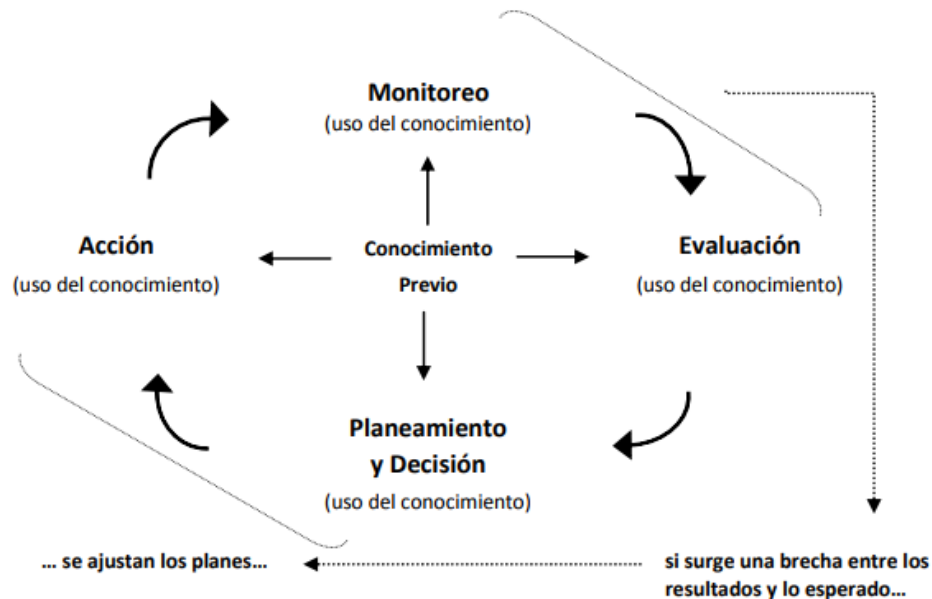 Monitoreo
(uso del conocimiento)
Acción
(uso del conocimiento)
Conocimiento
Previo
Evaluación
(uso del conocimiento)
Planeamiento
y Decisión
(uso del conocimiento)
... se ajustan los planes...
si surge una brecha entre los
resultados y lo esperado...